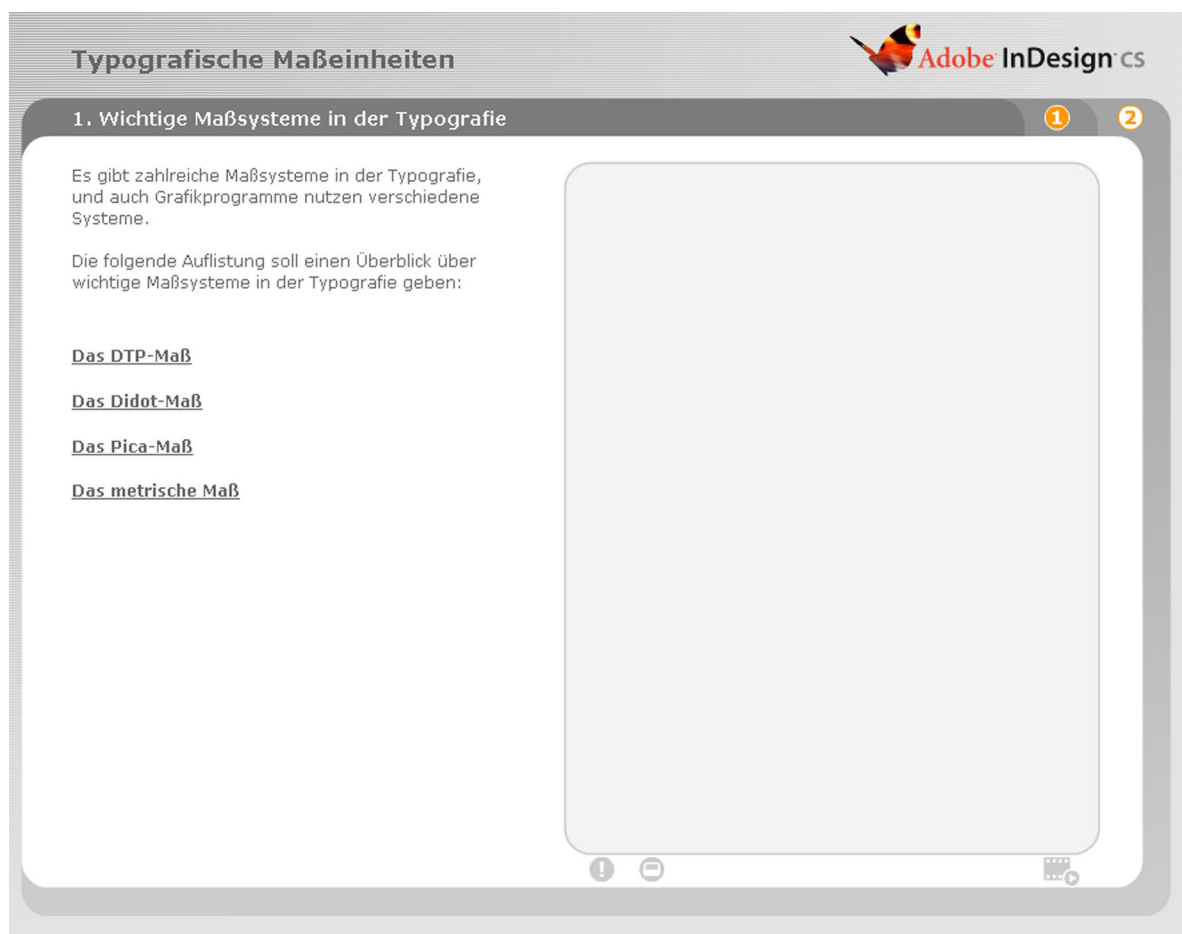 Typografische Maßeinheiten
Adobe InDesign CS
1. Wichtige Maßsysteme in der Typografie
1
2
Es gibt zahlreiche Maßsysteme in der Typografie,
und auch Grafikprogramme nutzen verschiedene
Systeme.
Die folgende Auflistung soll einen Überblick über
wichtige Maßsysteme in der Typografie geben:
Das DTP-Maß
Das Didot-Maß
Das Pica-Maß
Das metrische Maß